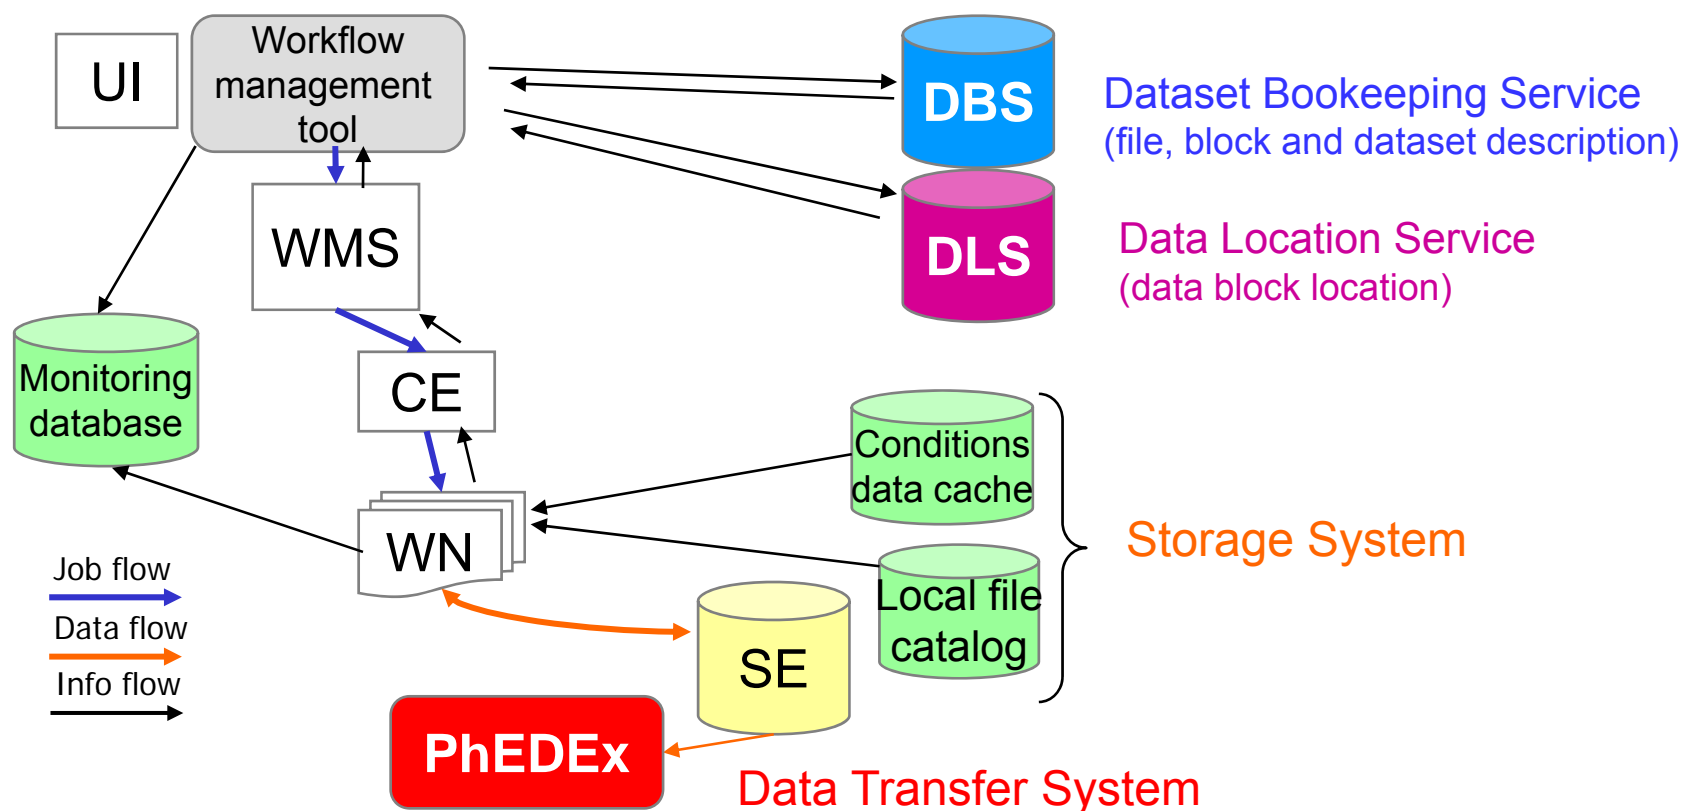 UI
Workflow
management
tool
DBS
Dataset Bookeeping Service
(file, block and dataset description)
WMS
DLS
Data Location Service
(data block location)
Monitoring
database
CE
Conditions
data cache
Storage System
WN
Local file
catalog
Job flow
Data flow
Info flow
SE
PhEDEx
Data Transfer System